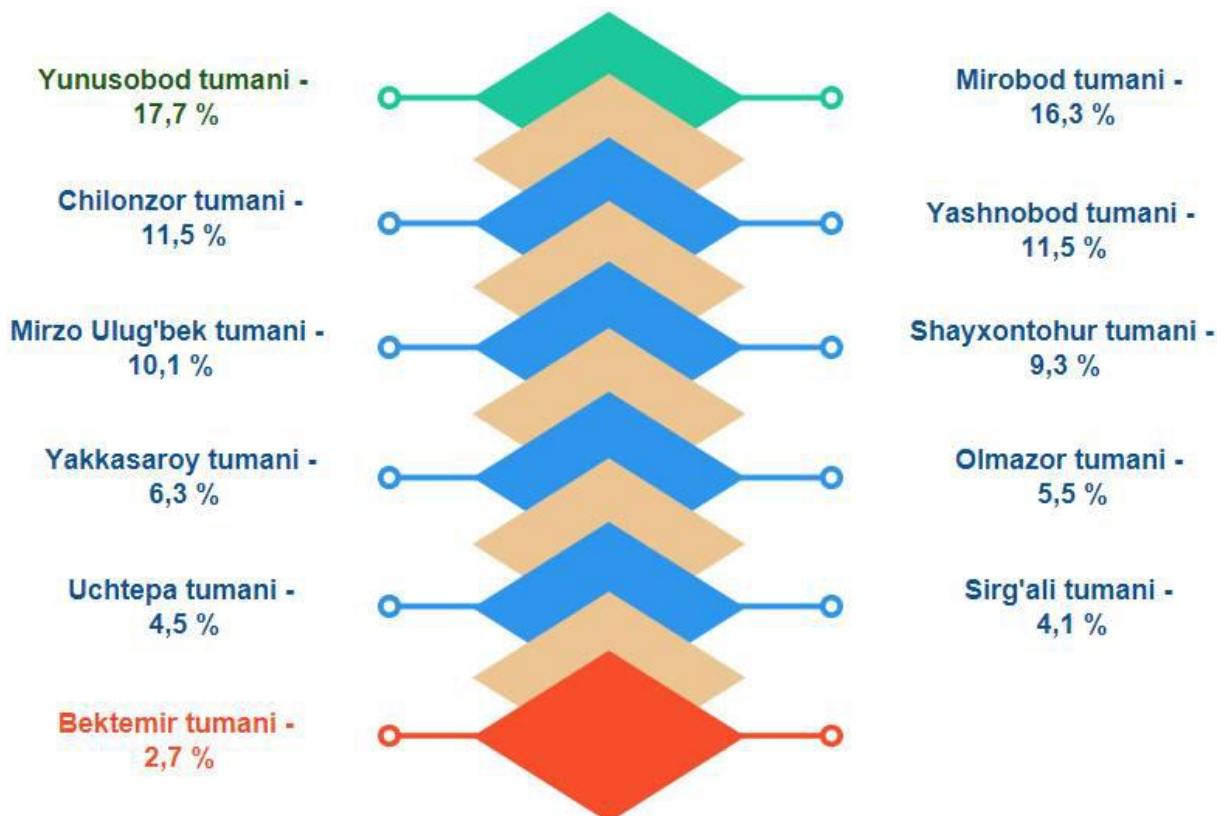 Yunusobod tumani -
17,7 %
Mirobod tumani -
16,3 %
Chilonzor tumani -
11,5 %
Yashnobod tumani -
11,5 %
Mirzo Ulug'bek tumani -
10,1 %
Shayxontohur tumani -
9,3 %
Yakkasaroy tumani -
6,3 %
Olmazor tumani -
5,5 %
Uchtepa tumani -
4,5 %
Sirg'ali tumani -
4,1 %
Bektemir tumani -
2,7 %